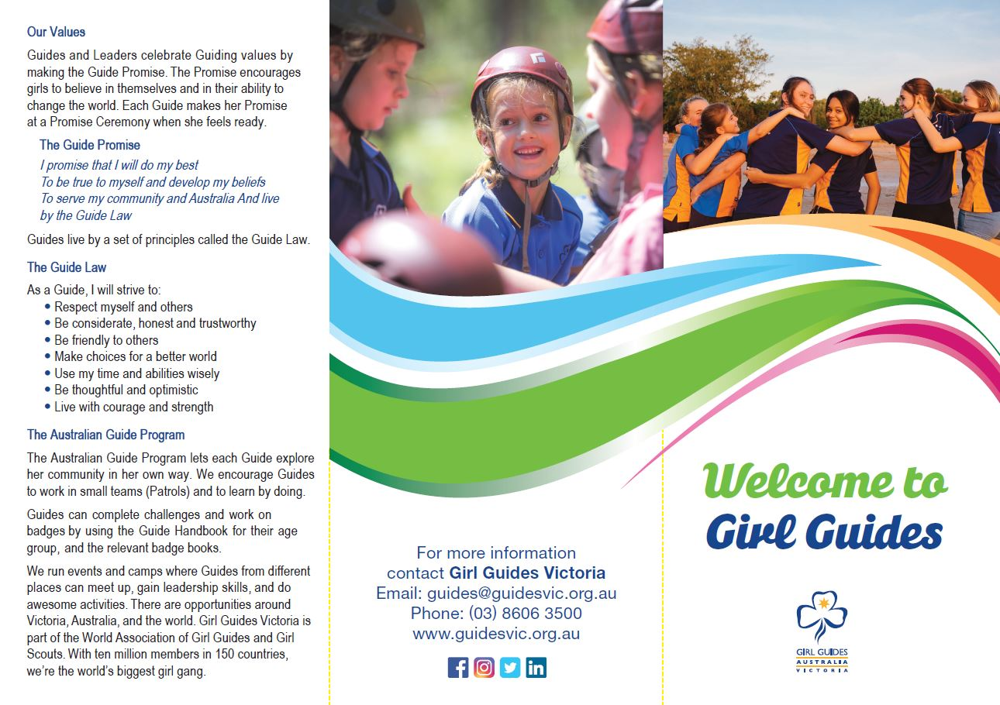 Our Values
Guides and Leaders celebrate Guiding values by
making the Guide Promise. The Promise encourages
girls to believe in themselves and in their ability to
change the world. Each Guide makes her Promise
at a Promise Ceremony when she feels ready.
The Guide Promise
I promise that I will do my best
To be true to myself and develop my beliefs
To serve my community and Australia And live
by the Guide Law
Guides live by a set of principles called the Guide Law.
The Guide Law
As a Guide, I will strive to:
• Respect myself and others
• Be considerate, honest and trustworthy
• Be friendly to others
• Make choices for a better world
• Use my time and abilities wisely
• Be thoughtful and optimistic
• Live with courage and strength
The Australian Guide Program
The Australian Guide Program lets each Guide explore
her community in her own way. We encourage Guides
to work in small teams (Patrols) and to learn by doing.
Guides can complete challenges and work on
badges by using the Guide Handbook for their age
group, and the relevant badge books.
We run events and camps where Guides from different
places can meet up, gain leadership skills, and do
awesome activities. There are opportunities around
Victoria, Australia, and the world. Girl Guides Victoria is
part of the World Association of Girl Guides and Girl
Scouts. With ten million members in 150 countries,
we're the world's biggest girl gang.
For more information
contact Girl Guides Victoria
Email: guides@guidesvic.org.au
Phone: (03) 8606 3500
www.guidesvic.org.au
Welcome to
Girl Guides
GIRL GUIDES
AUSTRALIA
VICTORIA